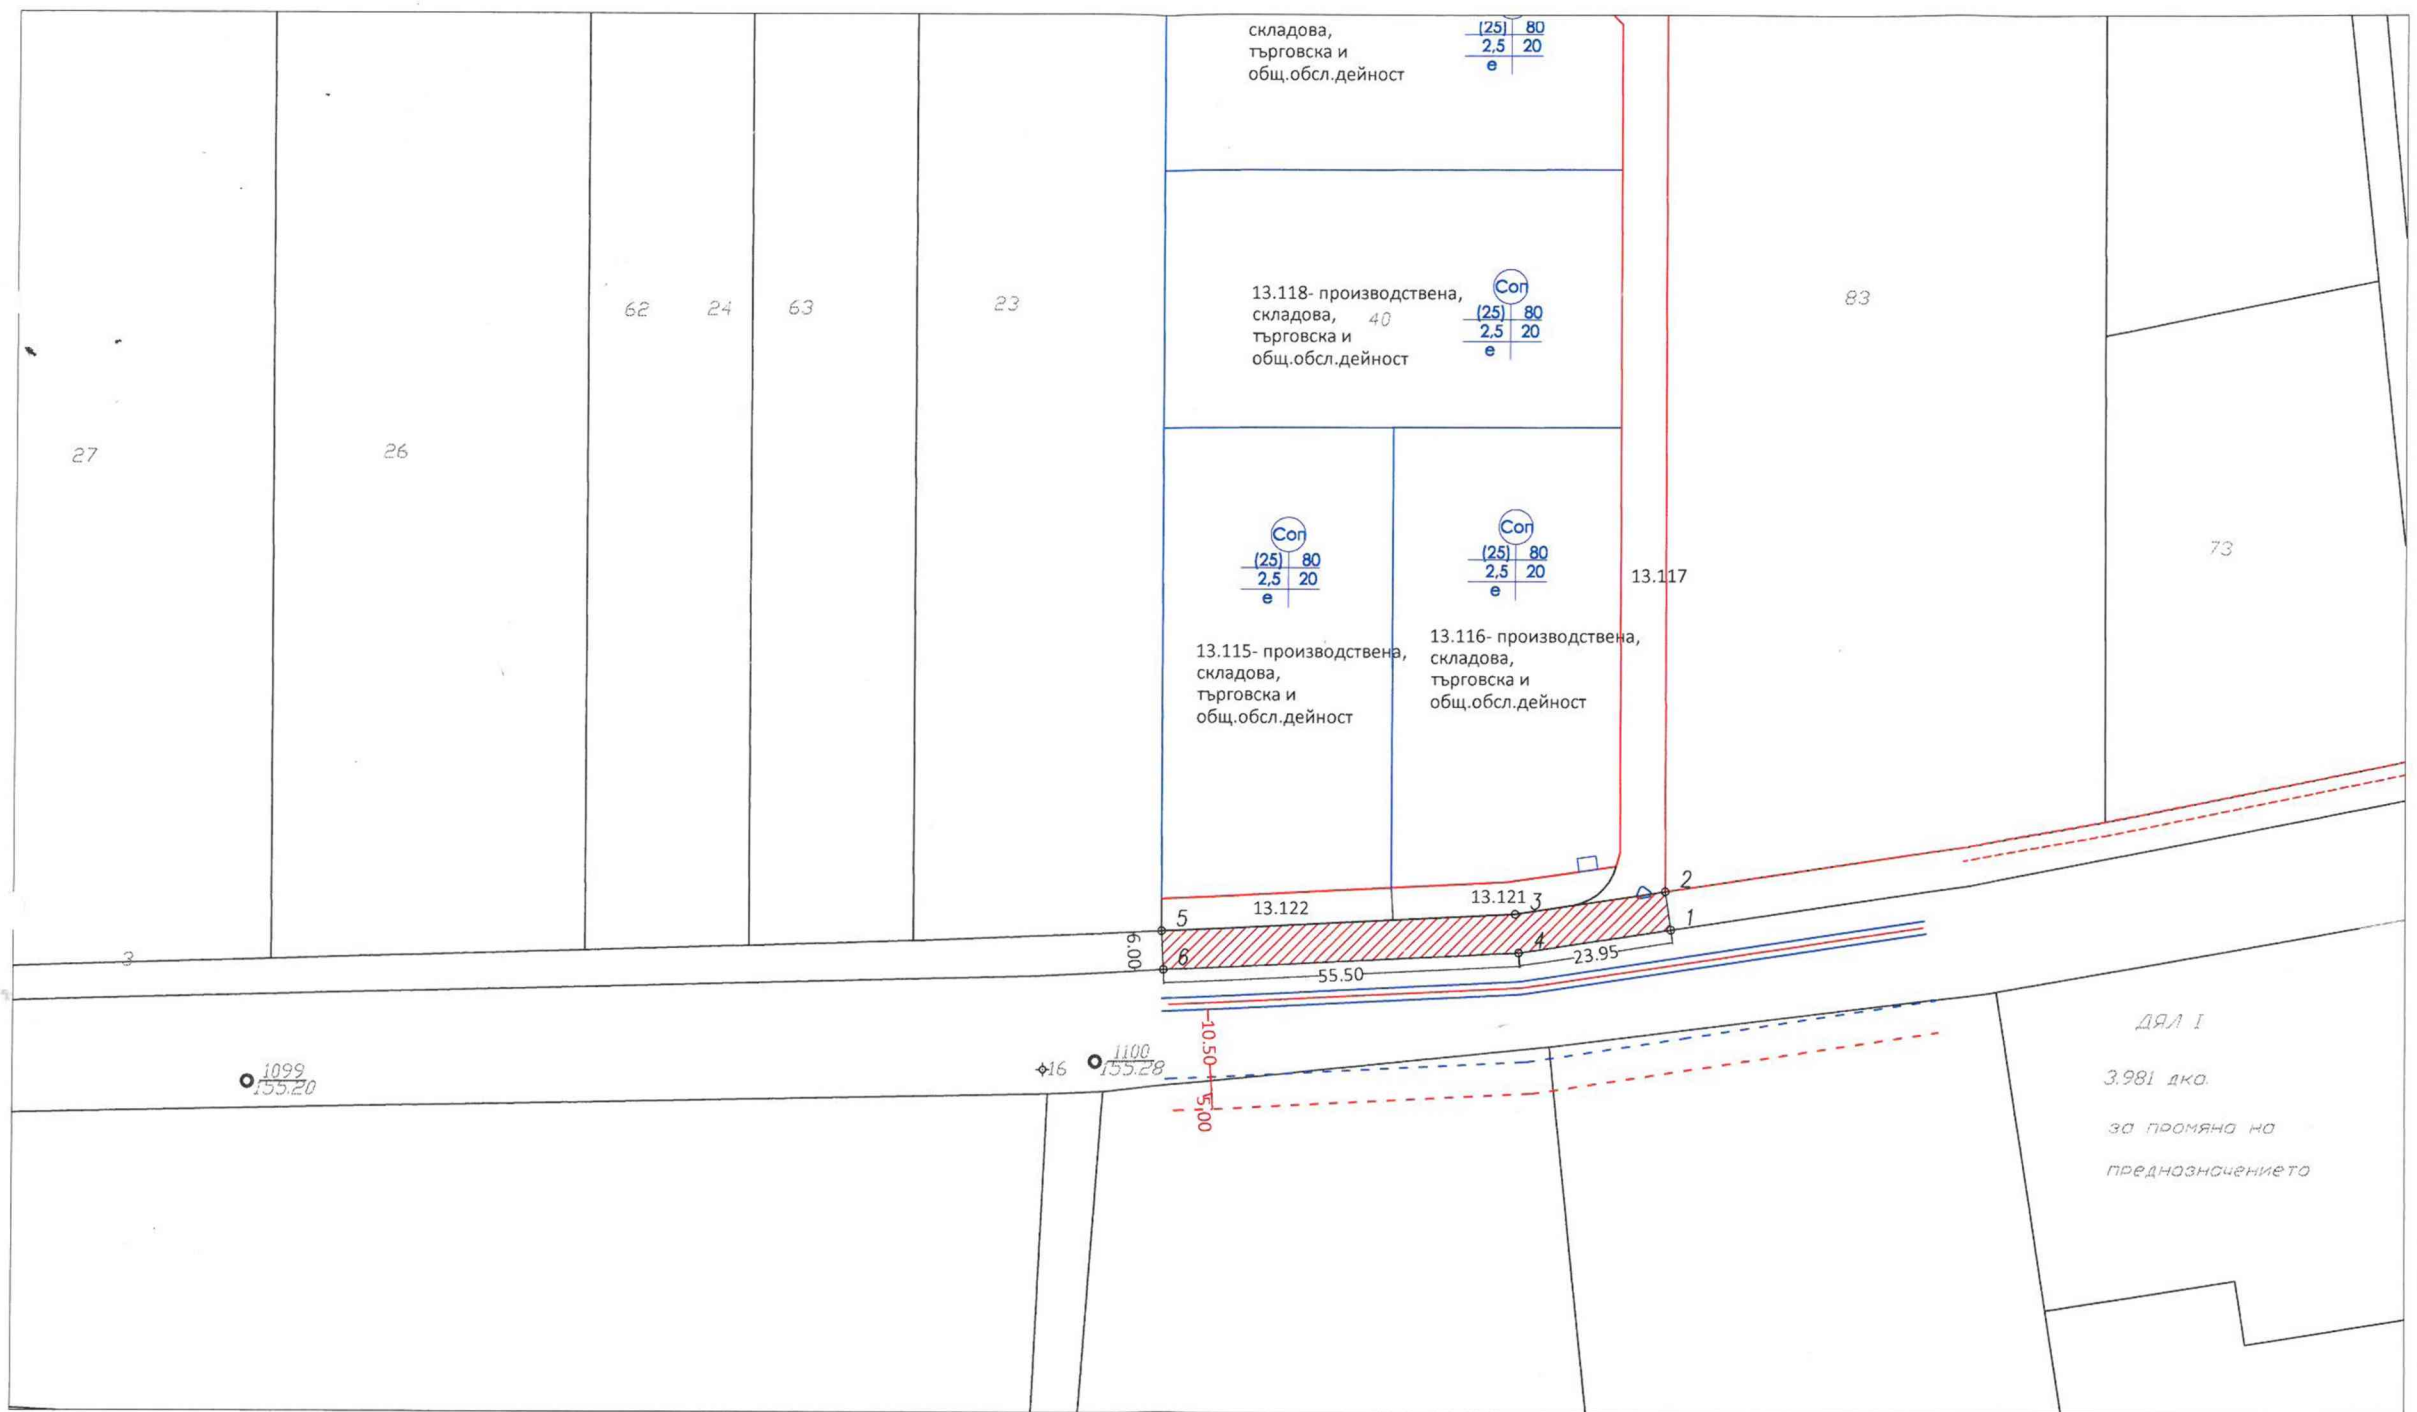 складова,
търговска и
общ.обсл.дейност
(25) 80
2,5 20
е
27
26
62
24
63
23
13.118- производствена,
складова,
търговска и
общ.обсл.дейност
40
Соп
(25) 80
2,5 20
е
83
73
Соп
(25) 80
2,5 20
е
13.115- производствена,
складова,
търговска и
общ.обсл.дейност
Соп
(25) 80
2,5 20
е
13.116- производствена,
складова,
търговска и
общ.обсл.дейност
13.117
13.122
13.121
5
3
2
1
4
6
6.00
55.50
23.95
3
10.50
5.00
1099
155.20
16
1100
155.28
ДЯЛ I
3.981 дка.
за промяна на
предназначението